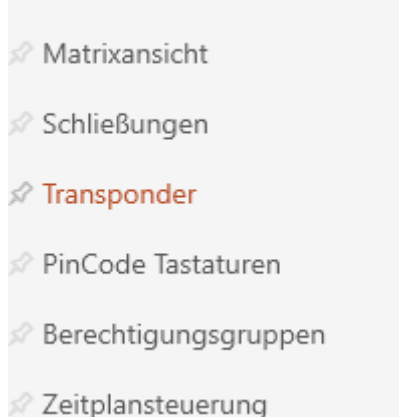 Matrixansicht
Schließungen
Transponder
PinCode Tastaturen
Berechtigungsgruppen
Zeitplansteuerung